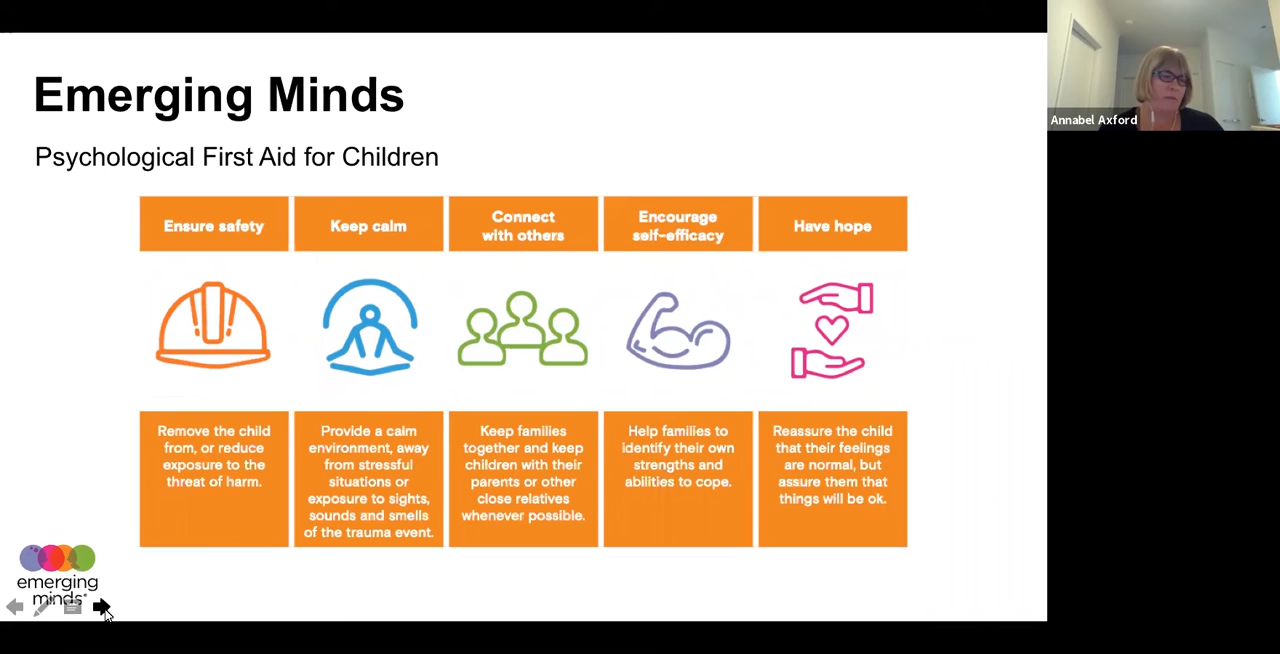 Emerging Minds
Psychological First Aid for Children
Annabel Axford
Ensure safety
Keep calm
Connect
with others
Encourage
self-efficacy
Have hope
Remove the child
from, or reduce
exposure to the
threat of harm.
Provide a calm
environment, away
from stressful
situations or
exposure to sights,
sounds and smells
of the trauma event.
Keep families
together and keep
children with their
parents or other
close relatives
whenever possible.
Help families to
identify their own
strengths and
abilities to cope.
Reassure the child
that their feelings
are normal, but
assure them that
things will be ok.
emerging
minds